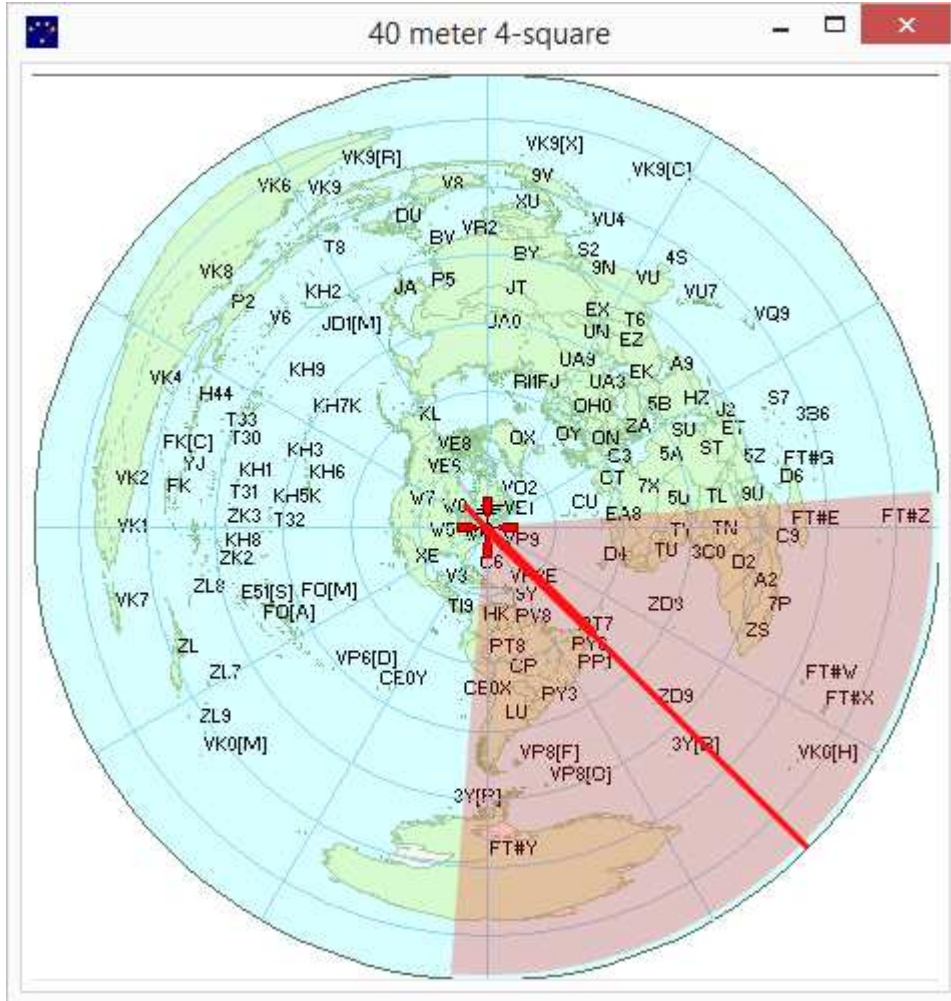 40 meter 4-square
VK9[X]
VK9[R]
VK9[C]
9V
V8
VK6 VK9
XU
DU
VU4
VR2
BV
T8
S2
BY
4S
9N
VK8
VU
P5
JA
JT
VU7
KH2
P2
EX
VQ9
V6
JD1[M]
JA0
T6
UN
EZ
UA9
A9
KH9
EK
VK4
RI1FJ
UA3
H44
HZ
S7
KH7K
OH0
5B
J2
3B6
KL
T33
ZA
ET
SU
T30
OY
ON
OX
FK[C]
VE8
ST
KH3
C3
5A
5Z
FT#G
YJ
KH1
KH6
VK2
CT
D6
FK
7X
VO2
T31
KH5K
W7
5U
TL
9U
CU
VE1
ZK3
T32
EA8
FT#E
FT#Z
VK1
W5
TN
KH8
VP9
C9
ZK2
XE
D4
TU
3C0
D2
C6
V3
A2
ZL8
E51[S]
FO[M]
9Y
VK7
TI9
ZD8
7P
FO[A]
HK
PV8
ZS
ZL
PT8
VP6[D]
CP
PP1
ZL7
CE0Y
FT#W
CE0X
PY3
ZD9
FT#X
ZL9
LU
VK0[M]
VP8[F]
VK0[H]
VP8[O]
FT#Y